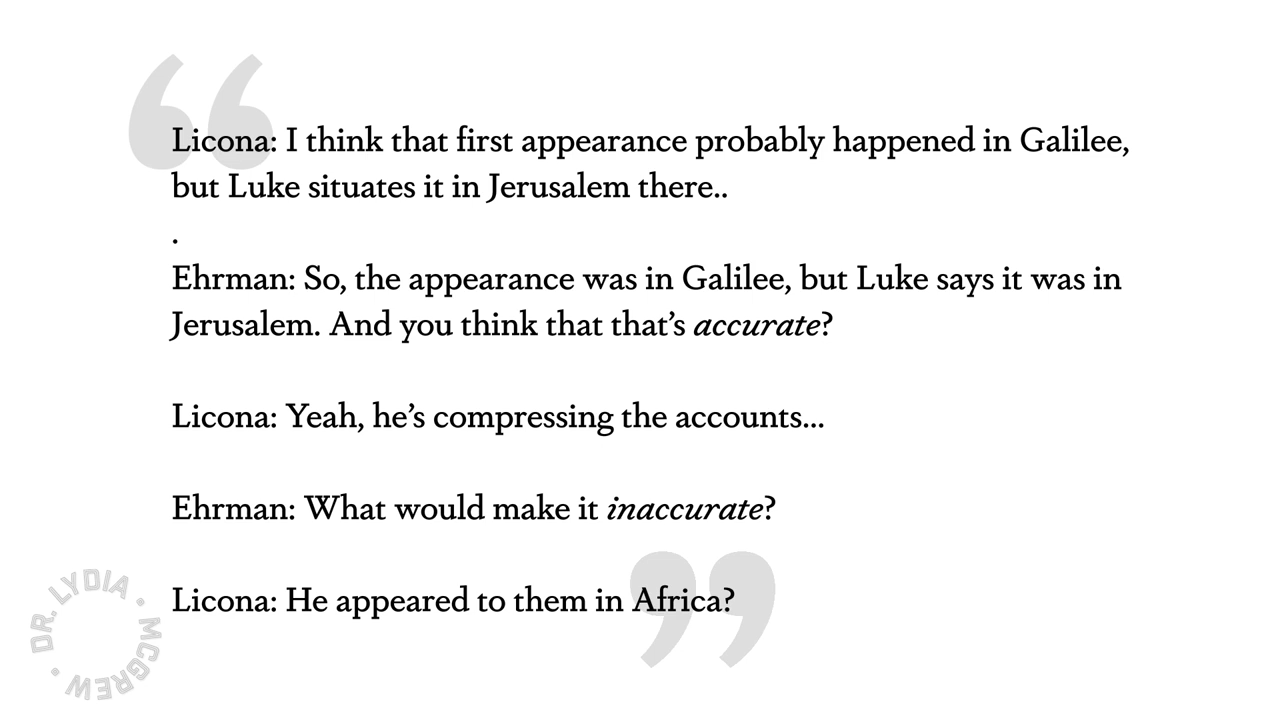 “
Licona: I think that first appearance probably happened in Galilee,
but Luke situates it in Jerusalem there..
.
Ehrman: So, the appearance was in Galilee, but Luke says it was in
Jerusalem. And you think that that’s accurate?
Licona: Yeah, he’s compressing the accounts...
Ehrman: What would make it inaccurate?
Licona: He appeared to them in Africa?
”
DR. LYDIA • MCGREW •